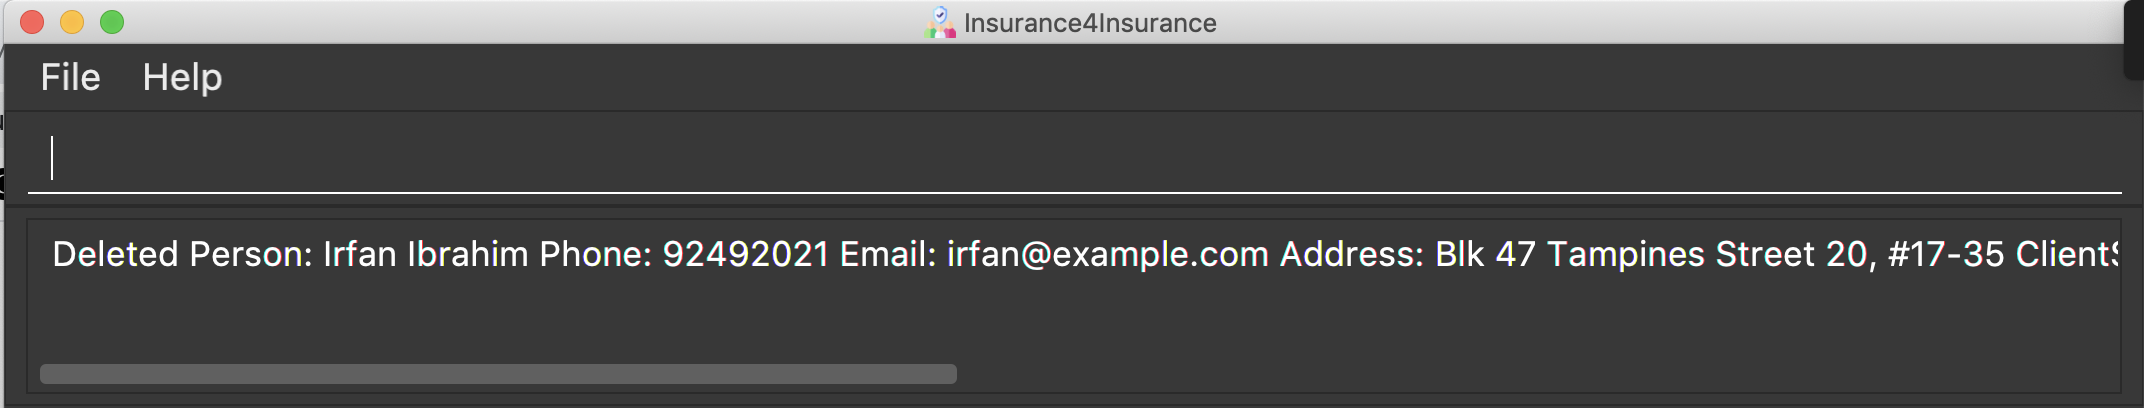 Insurance4Insurance
File Help
Deleted Person: Irfan Ibrahim Phone: 92492021 Email: irfan@example.com Address: Blk 47 Tampines Street 20, #17-35 Client